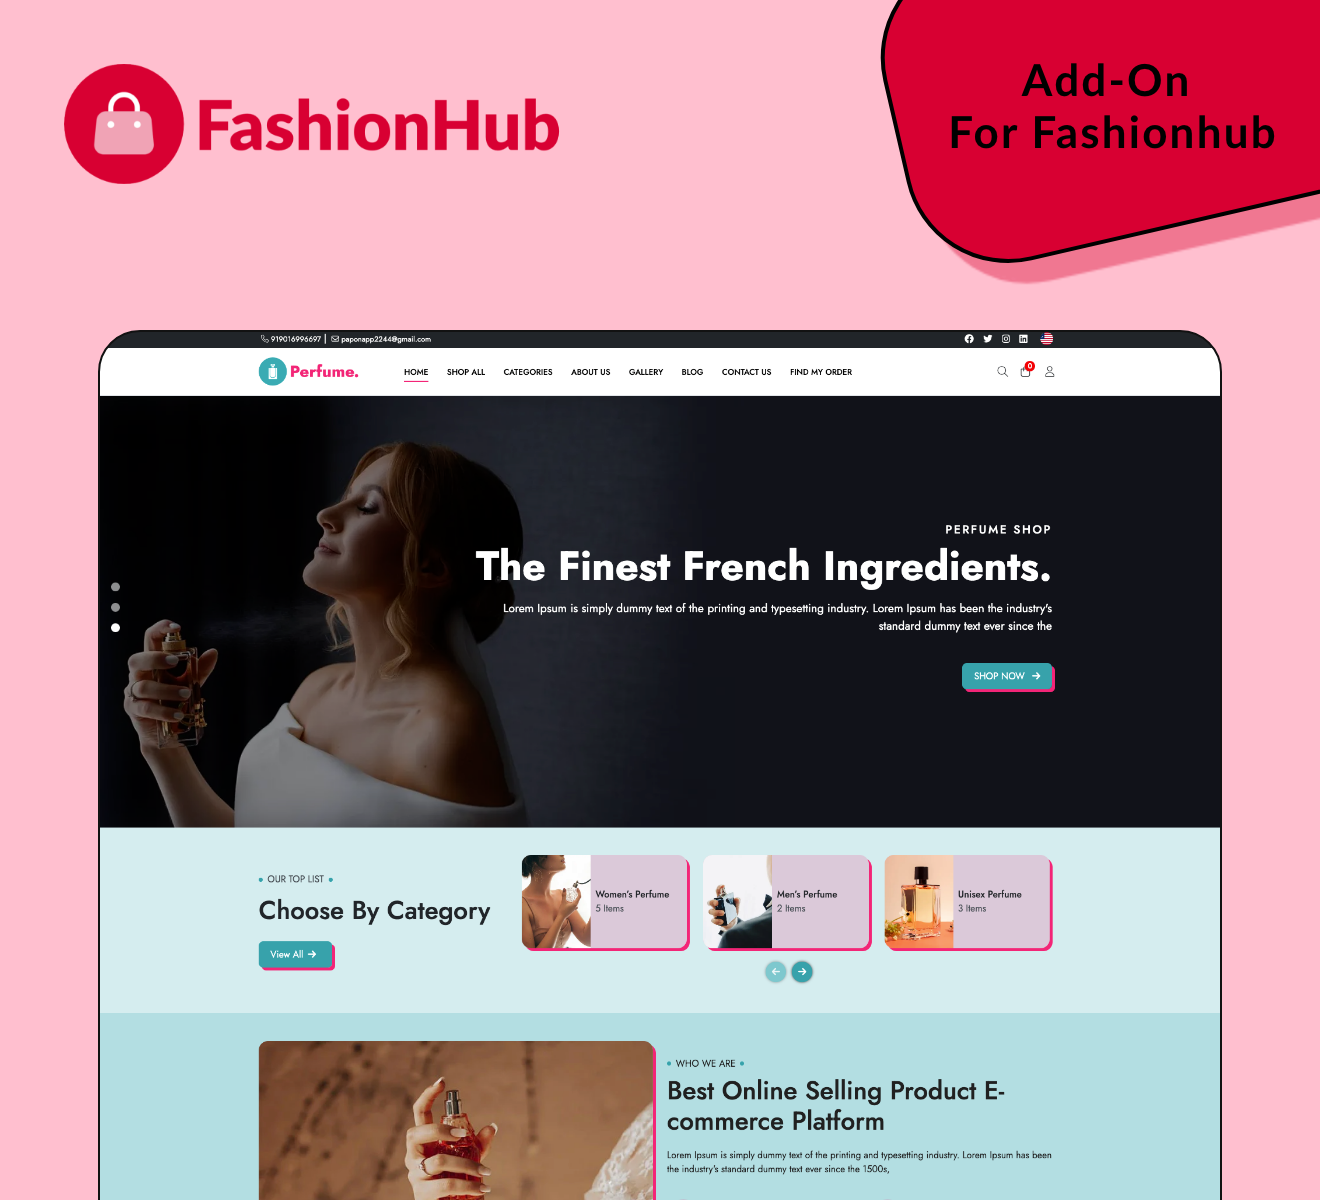 FashionHub
Add-On
For Fashionhub
919016996697 | paponapp2244@gmail.com
Perfume.
HOME SHOP ALL CATEGORIES ABOUT US GALLERY BLOG CONTACT US FIND MY ORDER
0
PERFUME SHOP
The Finest French Ingredients.
Lorem Ipsum is simply dummy text of the printing and typesetting industry. Lorem Ipsum has been the industry's
standard dummy text ever since the
SHOP NOW
OUR TOP LIST
Choose By Category
View All
Women's Perfume
5 Items
Men's Perfume
2 Items
Unisex Perfume
3 Items
WHO WE ARE
Best Online Selling Product E-
commerce Platform
Lorem Ipsum is simply dummy text of the printing and typesetting industry. Lorem Ipsum has been
the industry's standard dummy text ever since the 1500s,